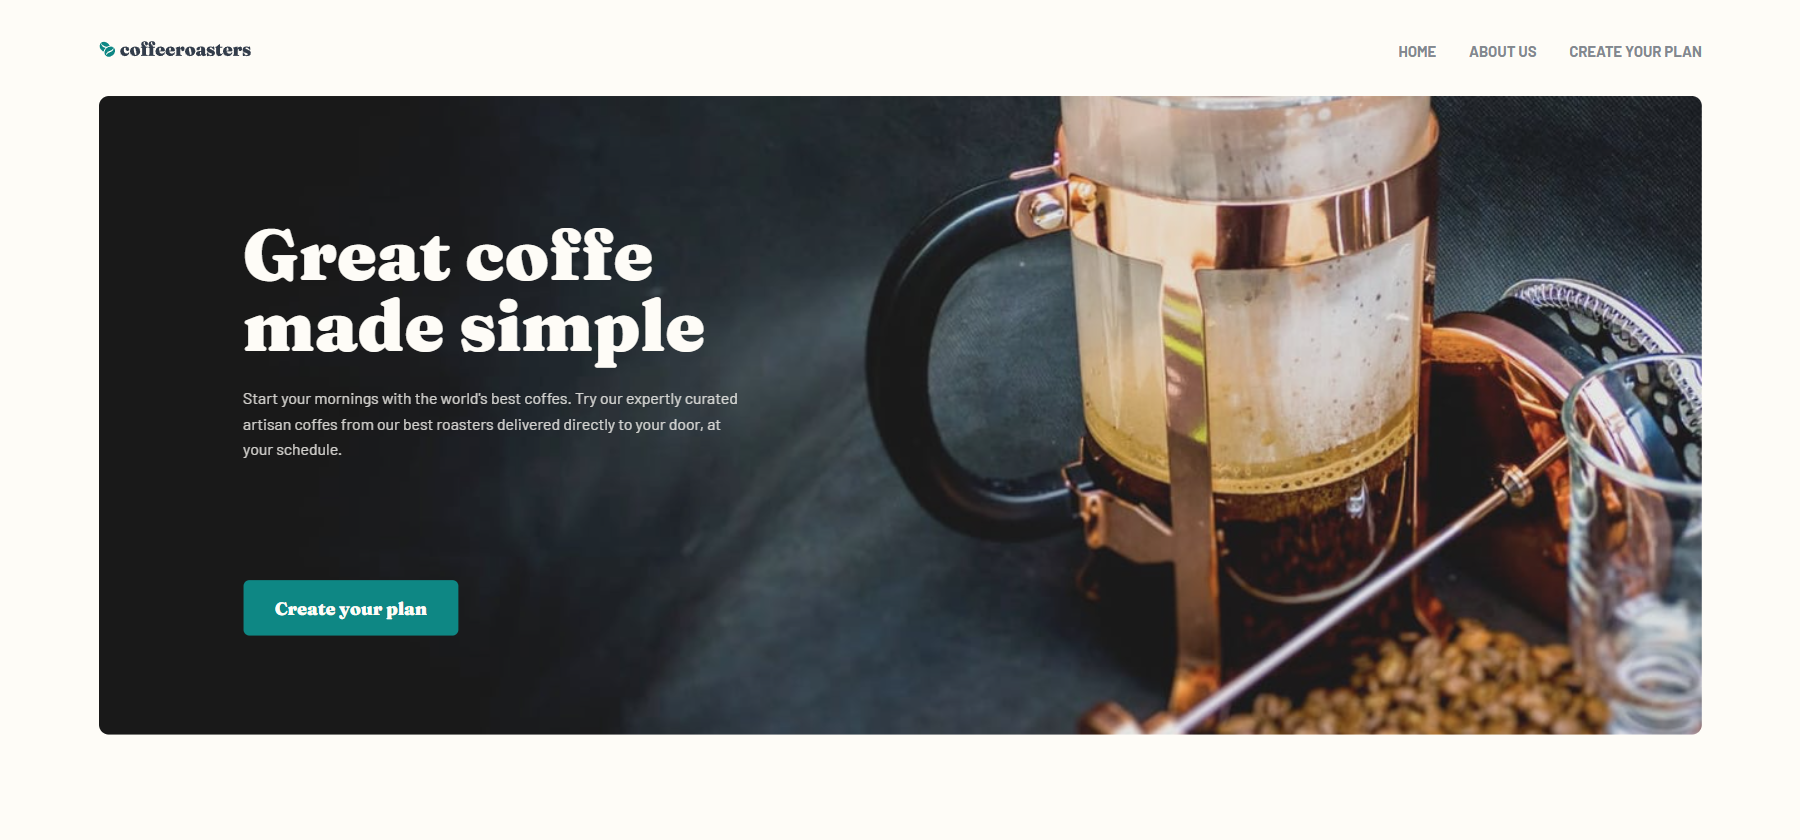 coffeeroasters
HOME ABOUT US CREATE YOUR PLAN
Great coffe
made simple
Start your mornings with the world's best coffes. Try our expertly curated
artisan coffes from our best roasters delivered directly to your door, at
your schedule.
Create your plan